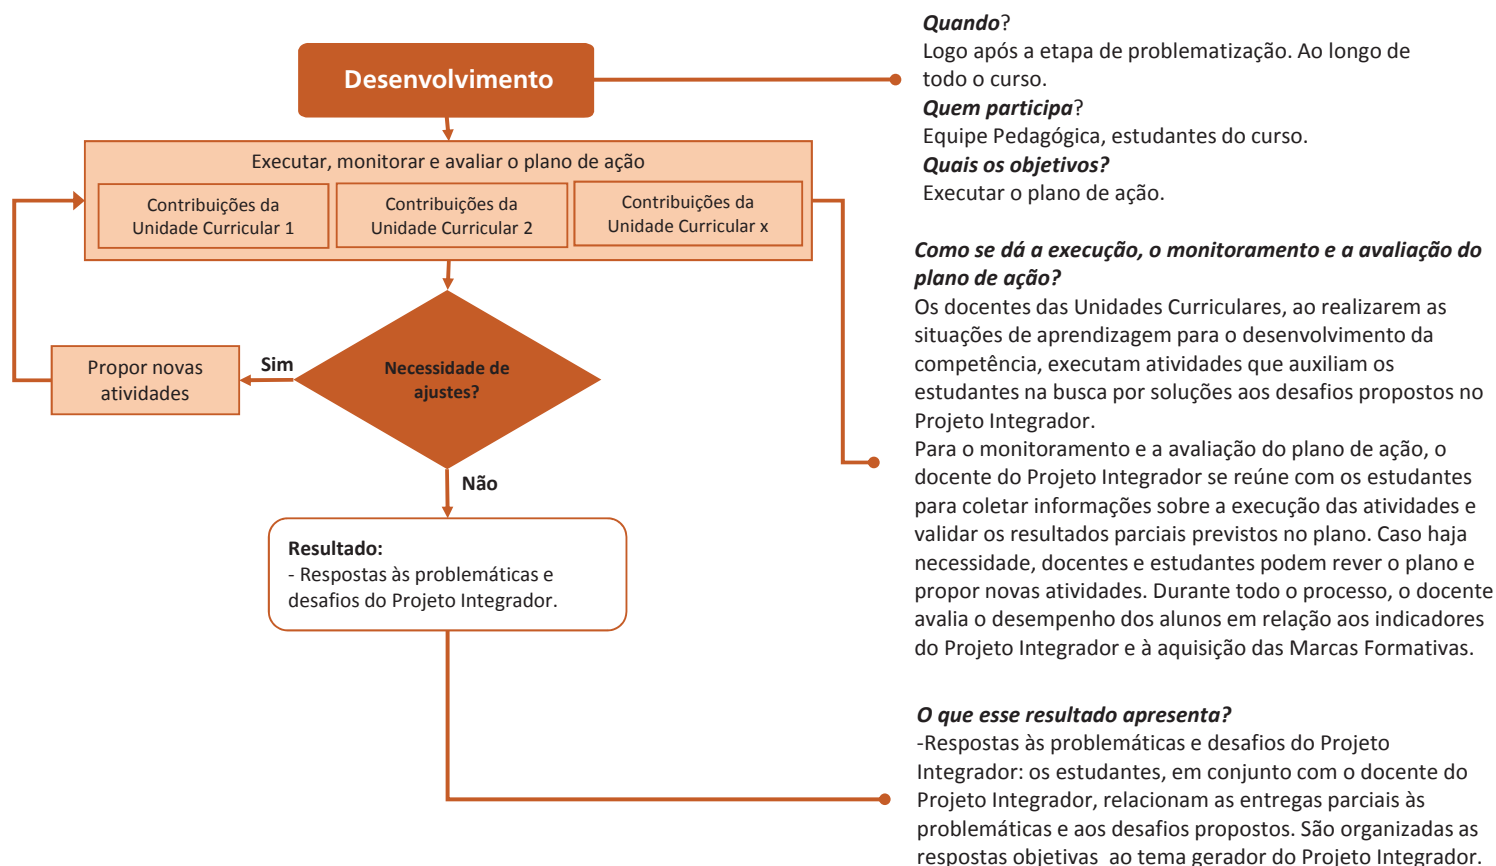 Desenvolvimento
Executar, monitorar e avaliar o plano de ação
Contribuições da
Unidade Curricular 1
Contribuições da
Unidade Curricular 2
Contribuições da
Unidade Curricular x
Necessidade de
ajustes?
Sim
Propor novas
atividades
Não
Resultado:
- Respostas às problemáticas e
desafios do Projeto Integrador.
Quando?
Logo após a etapa de problematização. Ao longo de
todo o curso.
Quem participa?
Equipe Pedagógica, estudantes do curso.
Quais os objetivos?
Executar o plano de ação.
Como se dá a execução, o monitoramento e a avaliação do
plano de ação?
Os docentes das Unidades Curriculares, ao realizarem as
situações de aprendizagem para o desenvolvimento da
competência, executam atividades que auxiliam os
estudantes na busca por soluções aos desafios propostos no
Projeto Integrador.
Para o monitoramento e a avaliação do plano de ação, o
docente do Projeto Integrador se reúne com os estudantes
para coletar informações sobre a execução das atividades e
validar os resultados parciais previstos no plano. Caso haja
necessidade, docentes e estudantes podem rever o plano e
propor novas atividades. Durante todo o processo, o docente
avalia o desempenho dos alunos em relação aos indicadores
do Projeto Integrador e à aquisição das Marcas Formativas.
O que esse resultado apresenta?
-Respostas às problemáticas e desafios do Projeto
Integrador: os estudantes, em conjunto com o docente do
Projeto Integrador, relacionam as entregas parciais às
problemáticas e aos desafios propostos. São organizadas as
respostas objetivas ao tema gerador do Projeto Integrador.